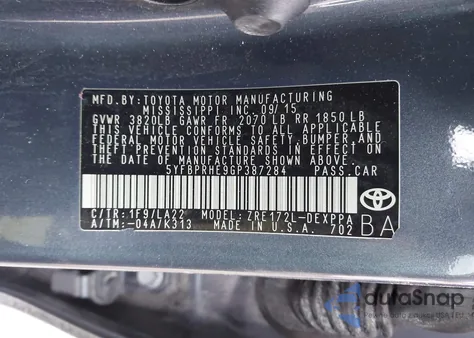 MFD. BY: TOYOTA MOTOR MANUFACTURING
MISSISSIPPI INC. 09/15
GVWR 3820LB GAWR FR 2070 LB RR 1850 LB
THIS VEHICLE CONFORMS TO ALL APPLICABLE
FEDERAL MOTOR VEHICLE SAFETY, BUMPER, AND
THEFT PREVENTION STANDARDS IN EFFECT ON
THE DATE OF MANUFACTURE SHOWN ABOVE.
5YFBPRHE9GP387284 PASS.CAR
C/TR: 1F9/LA22 MODEL: ZRE172L-DEXPPA
A/TM: -04A/K313 MADE IN U.S.A. 702
BA
autaSnap